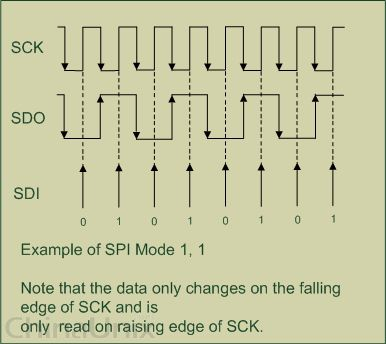 SCK
SDO
SDI
0 1 0 1 0 1 0 1
Example of SPI Mode 1, 1
Note that the data only changes on the falling
edge of SCK and is
only read on raising edge of SCK.
ChinaUnix